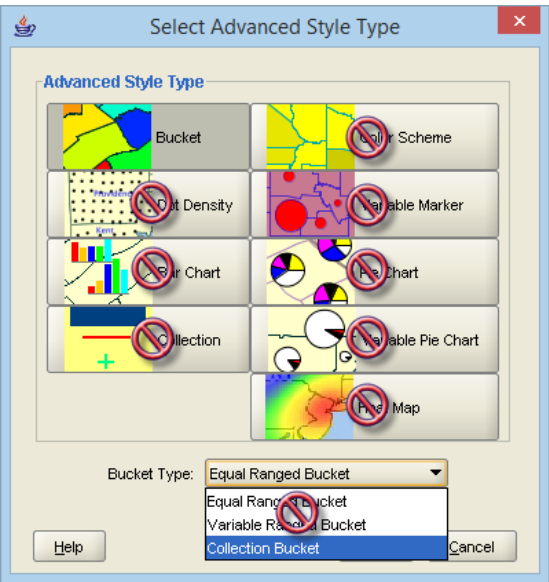 Select Advanced Style Type
Advanced Style Type
Bucket
Color Scheme
Providence
Kent
Dot Density
Variable Marker
Bar Chart
Pie Chart
Collection
Variable Pie Chart
Heat Map
Bucket Type: Equal Ranged Bucket
Equal Ranged Bucket
Variable Ranged Bucket
Collection Bucket
Help
Cancel